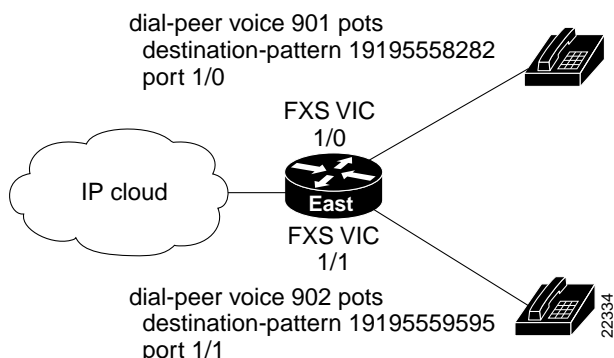 dial-peer voice 901 pots
destination-pattern 19195558282
port 1/0
FXS VIC
1/0
IP cloud
East
FXS VIC
1/1
dial-peer voice 902 pots
destination-pattern 19195559595
port 1/1
22334